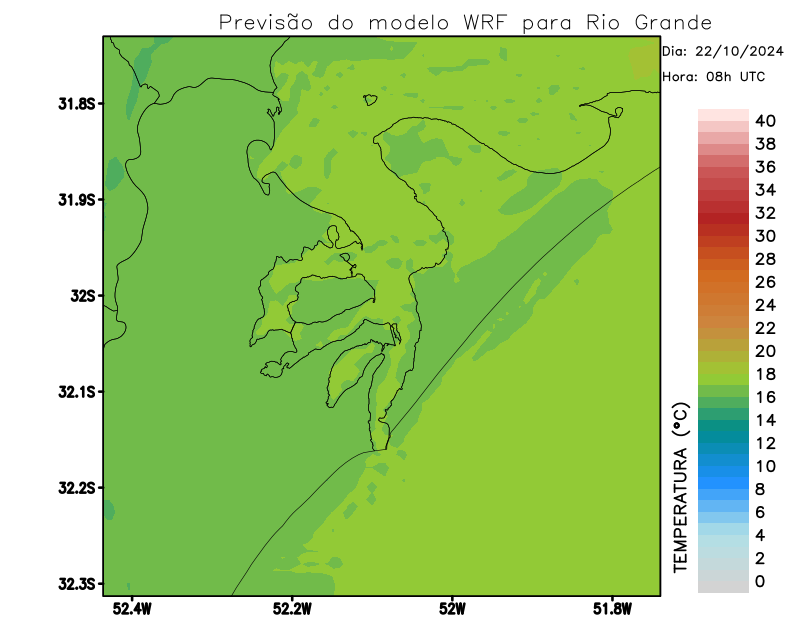 Previsão do modelo WRF para Rio Grande
Dia: 22/10/2024
Hora: 08h UTC
31.8S
31.9S
32S
32.1S
32.2S
32.3S
52.4W
52.2W
52W
51.8W
TEMPERATURA (°C)
40
38
36
34
32
30
28
26
24
22
20
18
16
14
12
10
8
6
4
2
0